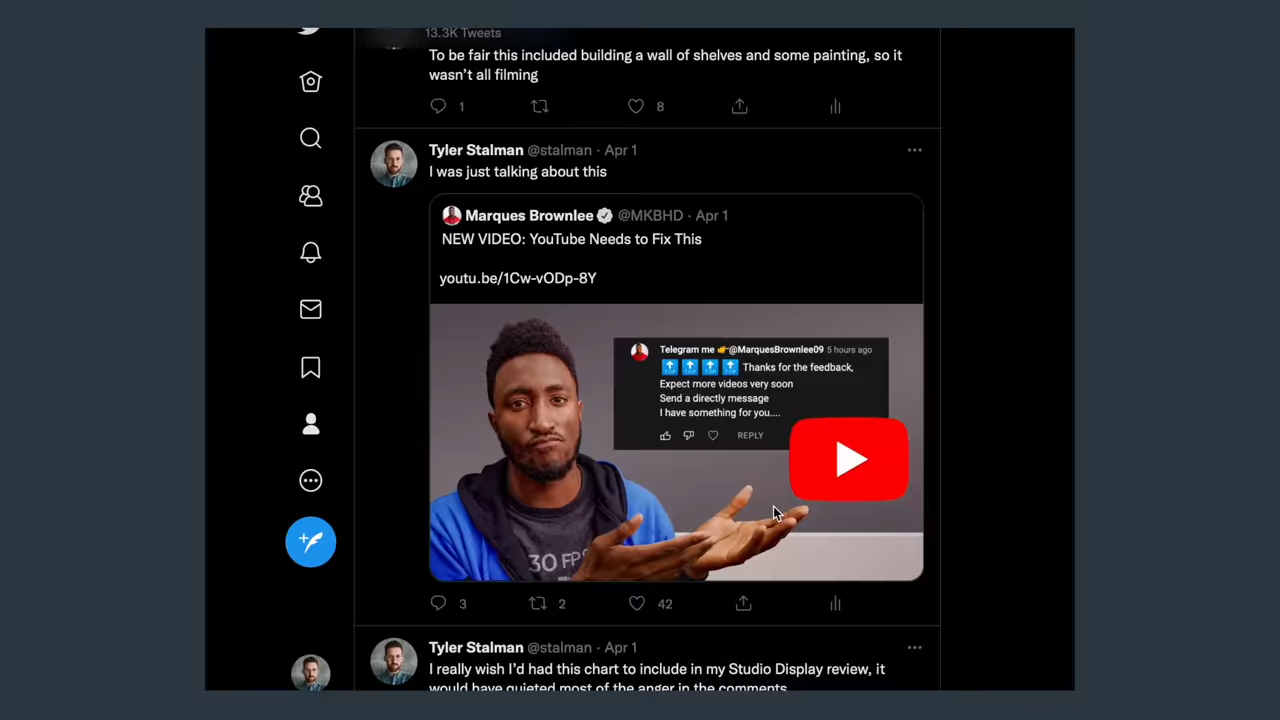 13.3K Tweets
To be fair this included building a wall of shelves and some painting, so it
wasn't all filming
1
8
Tyler Stalman @stalman · Apr 1
I was just talking about this
Marques Brownlee @MKBHD · Apr 1
NEW VIDEO: YouTube Needs to Fix This
youtu.be/1Cw-vODp-8Y
Telegram me 👉@MarquesBrownlee09 5 hours ago
🔝🔝🔝🔝 Thanks for the feedback,
Expect more videos very soon
Send a directly message
I have something for you....
REPLY
30 FPS
3 2 42
Tyler Stalman @stalman · Apr 1
I really wish I'd had this chart to include in my Studio Display review, it
would have quieted most of the anger in the comments